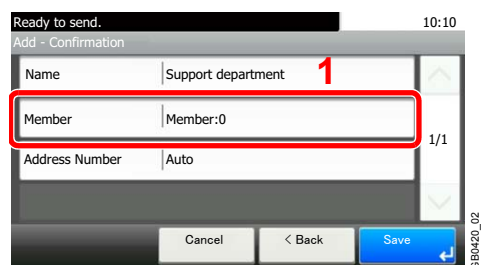 Ready to send. 10:10
Add - Confirmation
Name Support department 1
Member Member:0
1/1
Address Number Auto
Cancel < Back Save
GB0420_02